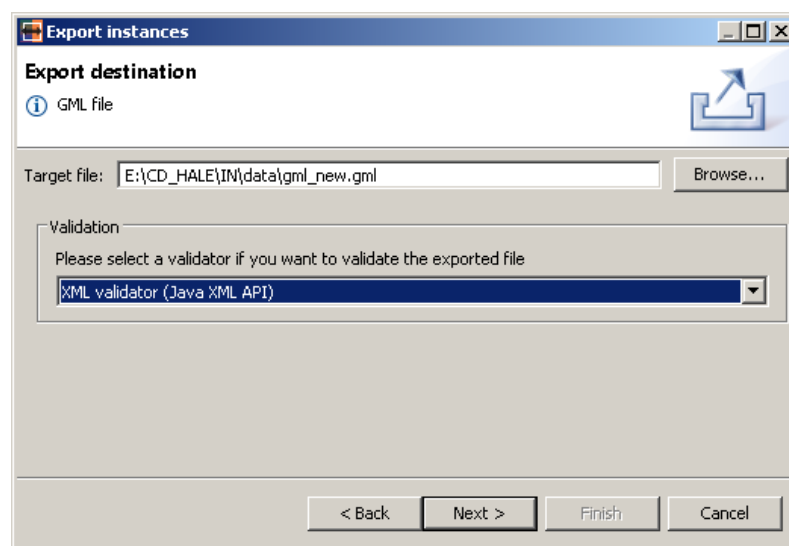 Export instances
Export destination
GML file
Target file: E:\CD_HALE\IN\data\gml_new.gml Browse...
Validation
Please select a validator if you want to validate the exported file
XML validator (Java XML API)
< Back Next > Finish Cancel